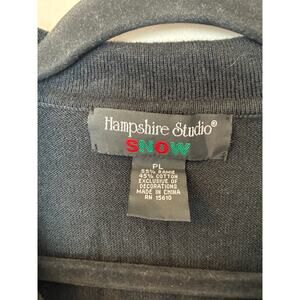 Hampshire Studio®
SNOW
PL
55% RAMIE
45% COTTON
EXCLUSIVE OF
DECORATIONS
MADE IN CHINA
RN 15610